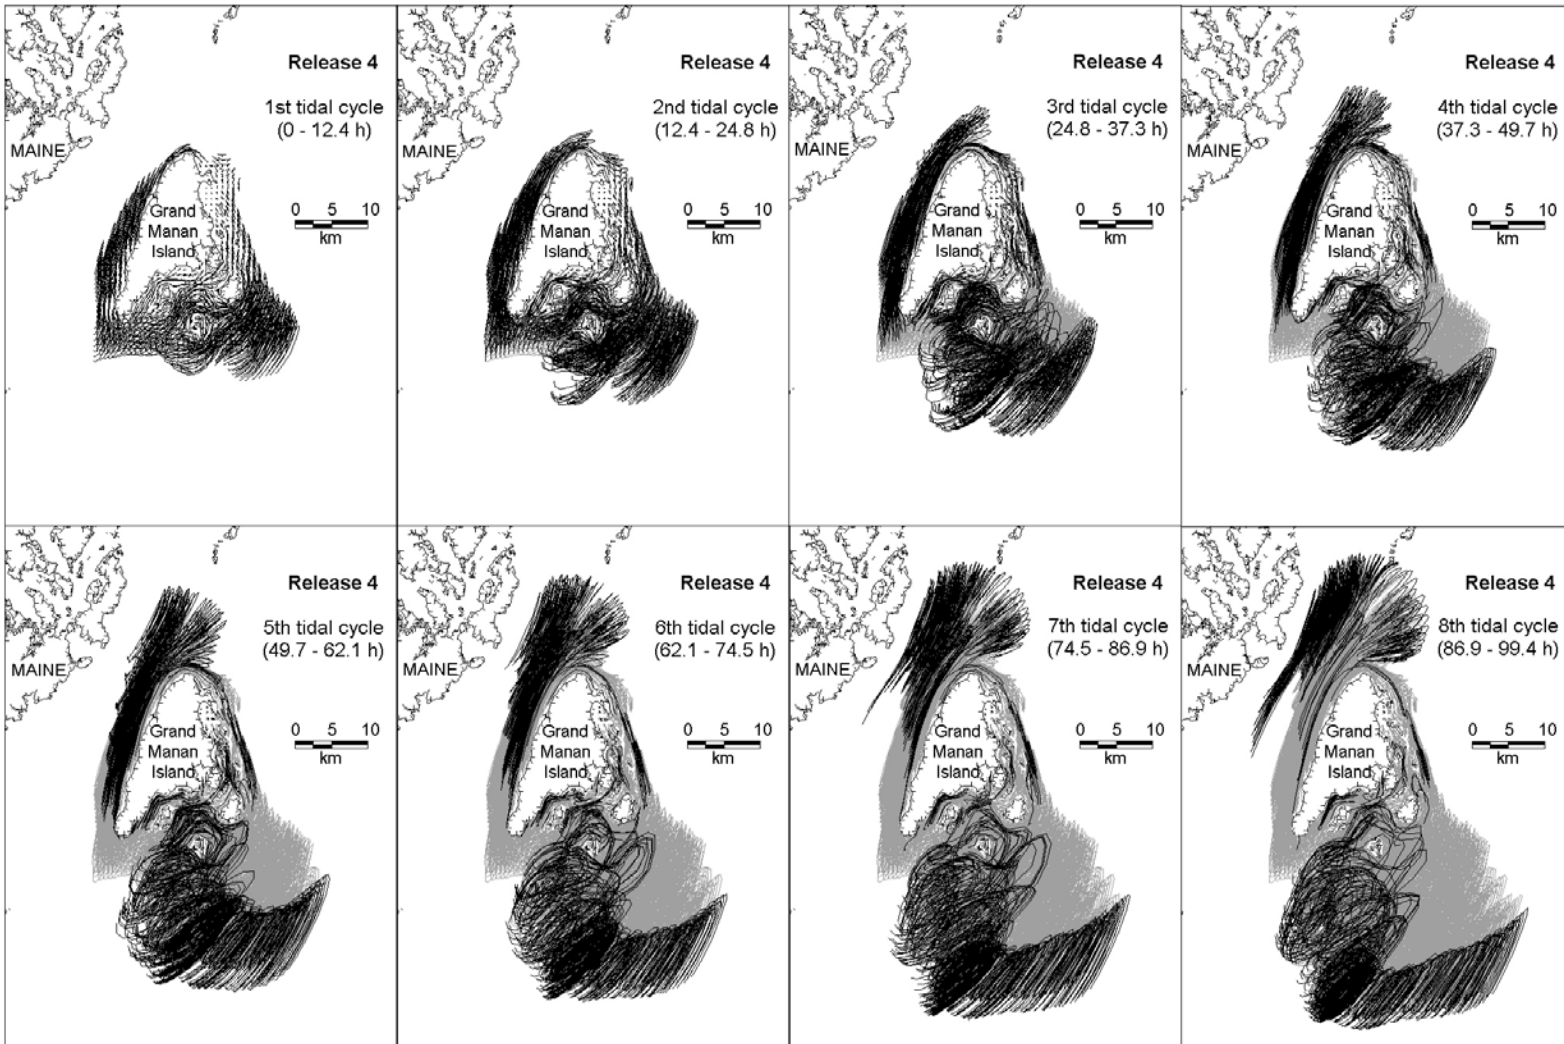 Release 4
1st tidal cycle
(0 - 12.4 h)
MAINE
Grand
Manan
Island
0 5 10
km
Release 4
2nd tidal cycle
(12.4 - 24.8 h)
MAINE
Grand
Manan
Island
0 5 10
km
Release 4
3rd tidal cycle
(24.8 - 37.3 h)
MAINE
Grand
Manan
Island
0 5 10
km
Release 4
4th tidal cycle
(37.3 - 49.7 h)
MAINE
Grand
Manan
Island
0 5 10
km
Release 4
5th tidal cycle
(49.7 - 62.1 h)
MAINE
Grand
Manan
Island
0 5 10
km
Release 4
6th tidal cycle
(62.1 - 74.5 h)
MAINE
Grand
Manan
Island
0 5 10
km
Release 4
7th tidal cycle
(74.5 - 86.9 h)
MAINE
Grand
Manan
Island
0 5 10
km
Release 4
8th tidal cycle
(86.9 - 99.4 h)
MAINE
Grand
Manan
Island
0 5 10
km